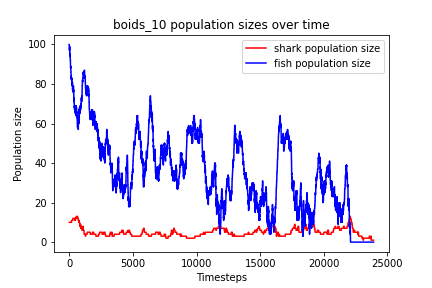 boids_10 population sizes over time
shark population size
fish population size
Population size
100
80
60
40
20
0
0
5000
10000
15000
20000
25000
Timesteps